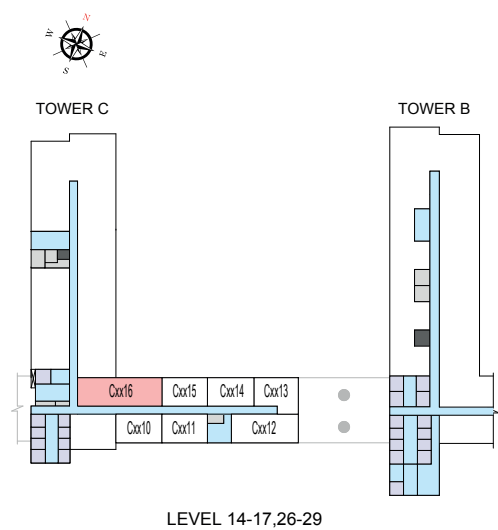 N
W
E
S
TOWER C
TOWER B
Cxx16
Cxx15
Cxx14
Cxx13
Cxx10
Cxx11
Cxx12
LEVEL 14-17,26-29